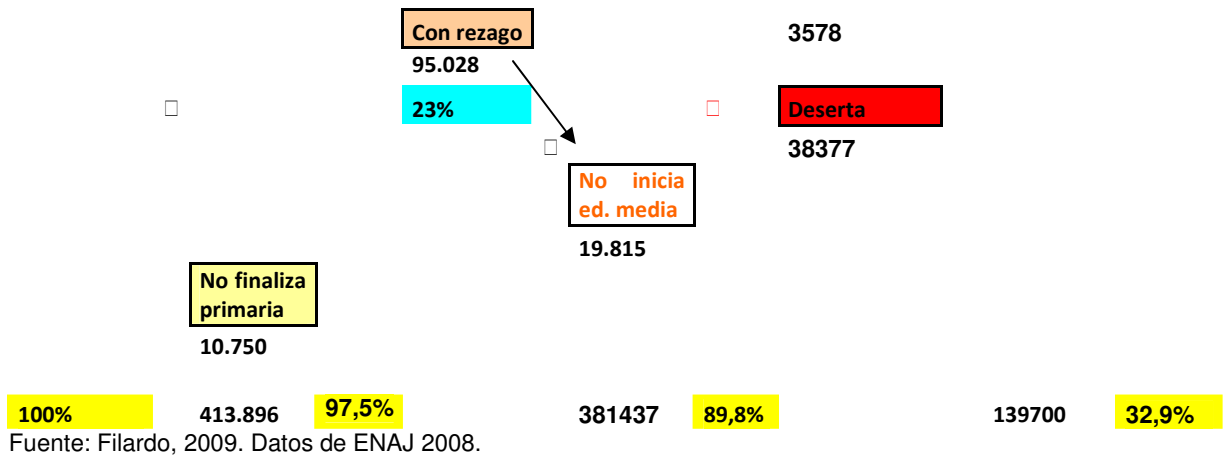 Con rezago 3578
95.028
23% Deserta
38377
No inicia
ed. media
19.815
No finaliza
primaria
10.750
100% 413.896 97,5% 381437 89,8% 139700 32,9%
Fuente: Filardo, 2009. Datos de ENAJ 2008.